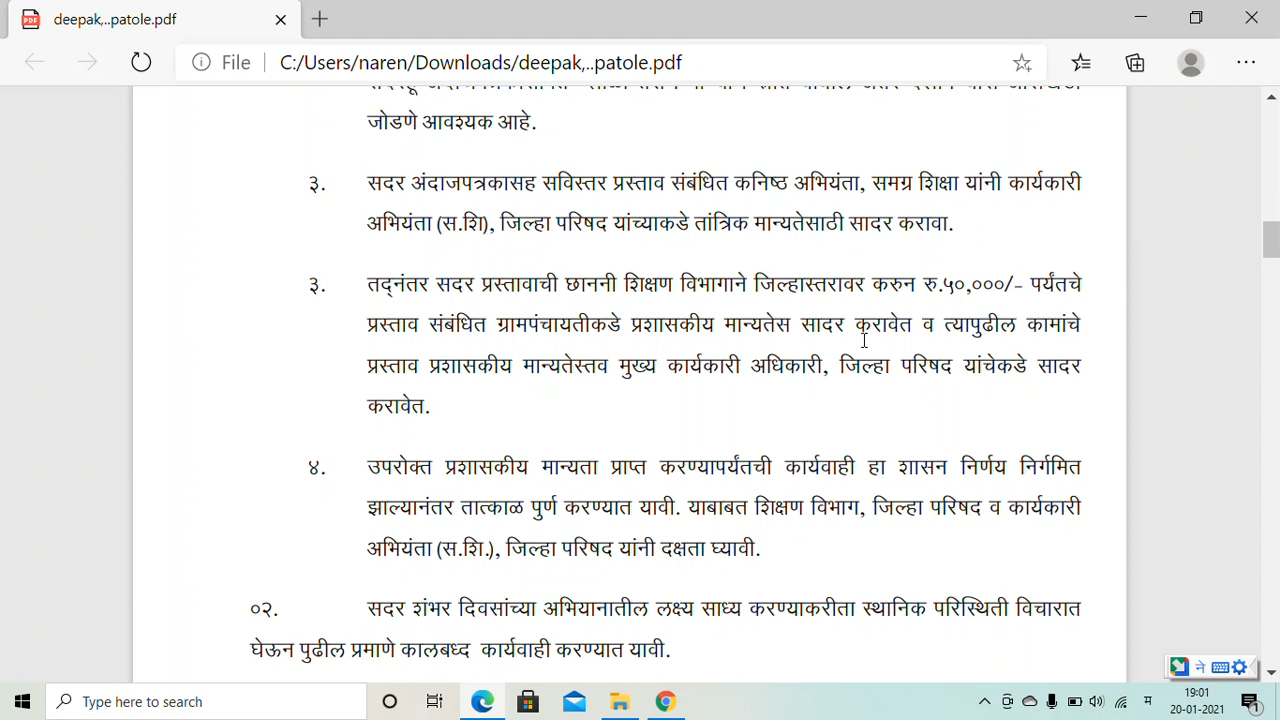 deepak,..patole.pdf
File
C:/Users/naren/Downloads/deepak,..patole.pdf
जोडणे आवश्यक आहे.
३. सदर अंदाजपत्रकासह सविस्तर प्रस्ताव संबंधित कनिष्ठ अभियंता, समग्र शिक्षा यांनी कार्यकारी
अभियंता (स.शि), जिल्हा परिषद यांच्याकडे तांत्रिक मान्यतेसाठी सादर करावा.
३. तद्नंतर सदर प्रस्तावाची छाननी शिक्षण विभागाने जिल्हास्तरावर करुन रु.५०,०००/- पर्यंतचे
प्रस्ताव संबंधित ग्रामपंचायतीकडे प्रशासकीय मान्यतेस सादर करावेत व त्यापुढील कामांचे
प्रस्ताव प्रशासकीय मान्यतेस्तव मुख्य कार्यकारी अधिकारी, जिल्हा परिषद यांचेकडे सादर
करावेत.
४. उपरोक्त प्रशासकीय मान्यता प्राप्त करण्यापर्यंतची कार्यवाही हा शासन निर्णय निर्गमित
झाल्यानंतर तात्काळ पुर्ण करण्यात यावी. याबाबत शिक्षण विभाग, जिल्हा परिषद व कार्यकारी
अभियंता (स.शि.), जिल्हा परिषद यांनी दक्षता घ्यावी.
०२. सदर शंभर दिवसांच्या अभियानातील लक्ष्य साध्य करण्याकरीता स्थानिक परिस्थिती विचारात
घेऊन पुढील प्रमाणे कालबध्द कार्यवाही करण्यात यावी.
ने
Type here to search
म
19:01
20-01-2021
1